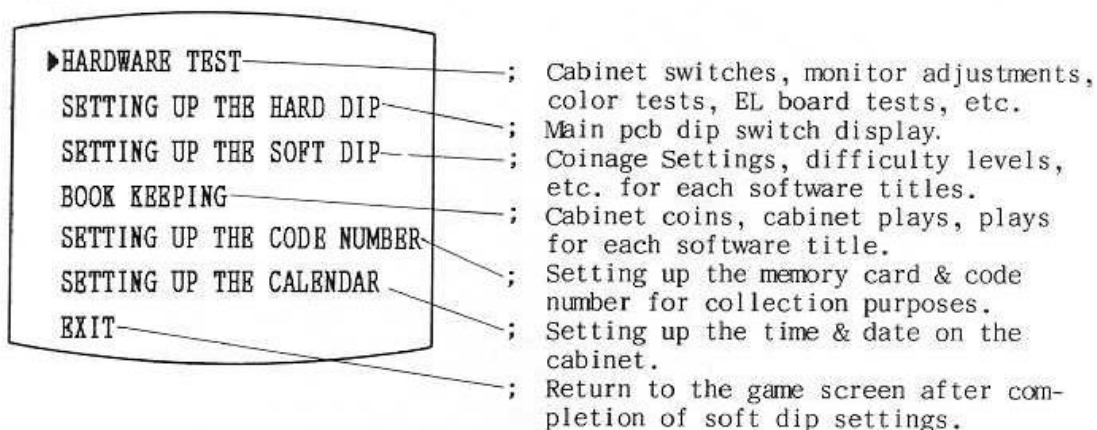 ▶HARDWARE TEST
SETTING UP THE HARD DIP
SETTING UP THE SOFT DIP
BOOK KEEPING
SETTING UP THE CODE NUMBER
SETTING UP THE CALENDAR
EXIT
; Cabinet switches, monitor adjustments,
color tests, EL board tests, etc.
; Main pcb dip switch display.
; Coinage Settings, difficulty levels,
etc. for each software titles.
; Cabinet coins, cabinet plays, plays
for each software title.
; Setting up the memory card & code
number for collection purposes.
; Setting up the time & date on the
cabinet.
; Return to the game screen after com-
pletion of soft dip settings.